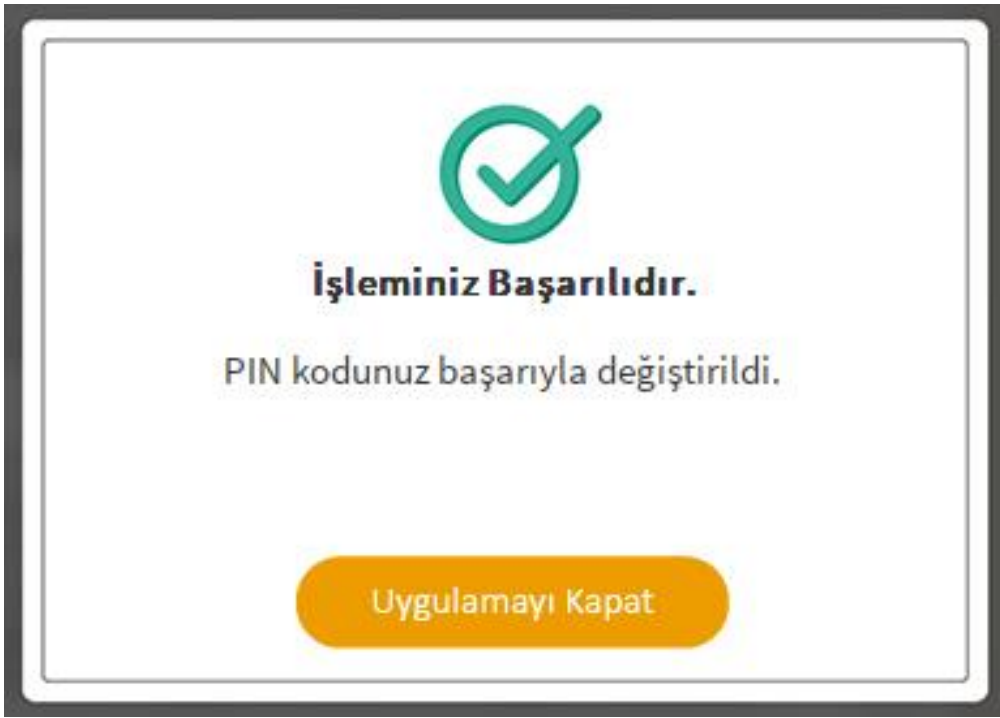 İşleminiz Başarılıdır.
PIN kodunuz başarıyla değiştirildi.
Uygulamayı Kapat